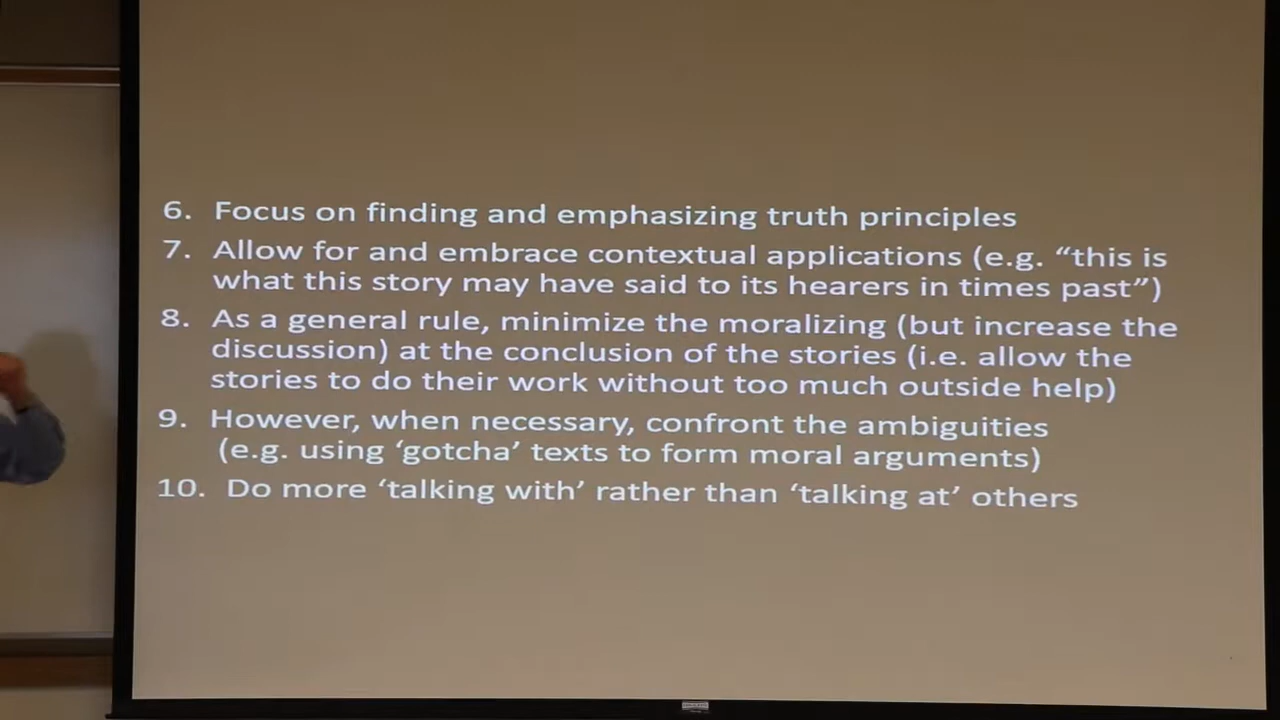 6. Focus on finding and emphasizing truth principles
7. Allow for and embrace contextual applications (e.g. “this is
what this story may have said to its hearers in times past”)
8. As a general rule, minimize the moralizing (but increase the
discussion) at the conclusion of the stories (i.e. allow the
stories to do their work without too much outside help)
9. However, when necessary, confront the ambiguities
(e.g. using ‘gotcha’ texts to form moral arguments)
10. Do more ‘talking with’ rather than ‘talking at’ others